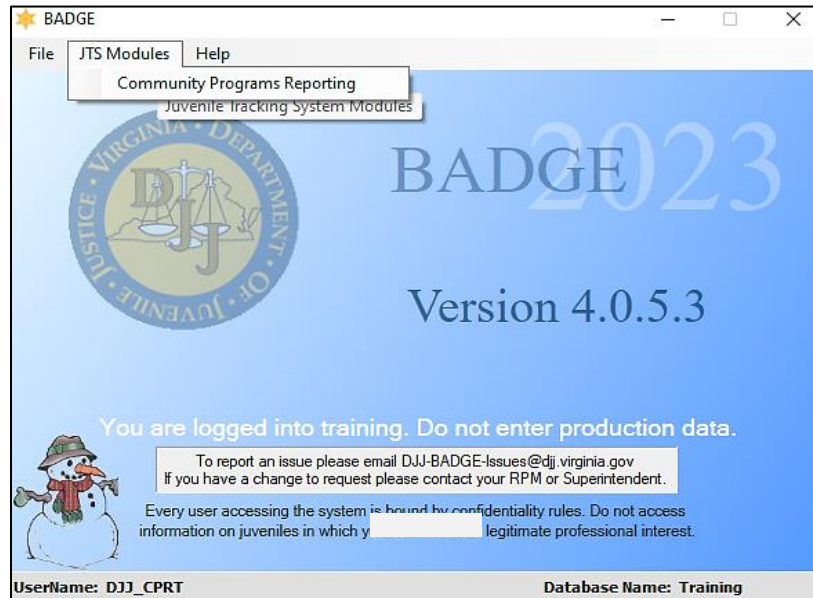 BADGE
File JTS Modules Help
Community Programs Reporting
Juvenile Tracking System Modules
VIRGINIA • DEPARTMENT OF JUVENILE • JUSTICE •
DJJ
BADGE 2023
Version 4.0.5.3
You are logged into training. Do not enter production data.
To report an issue please email DJJ-BADGE-Issues@djj.virginia.gov
If you have a change to request please contact your RPM or Superintendent.
Every user accessing the system is bound by confidentiality rules. Do not access
information on juveniles in which legitimate professional interest.
UserName: DJJ_CPRT Database Name: Training